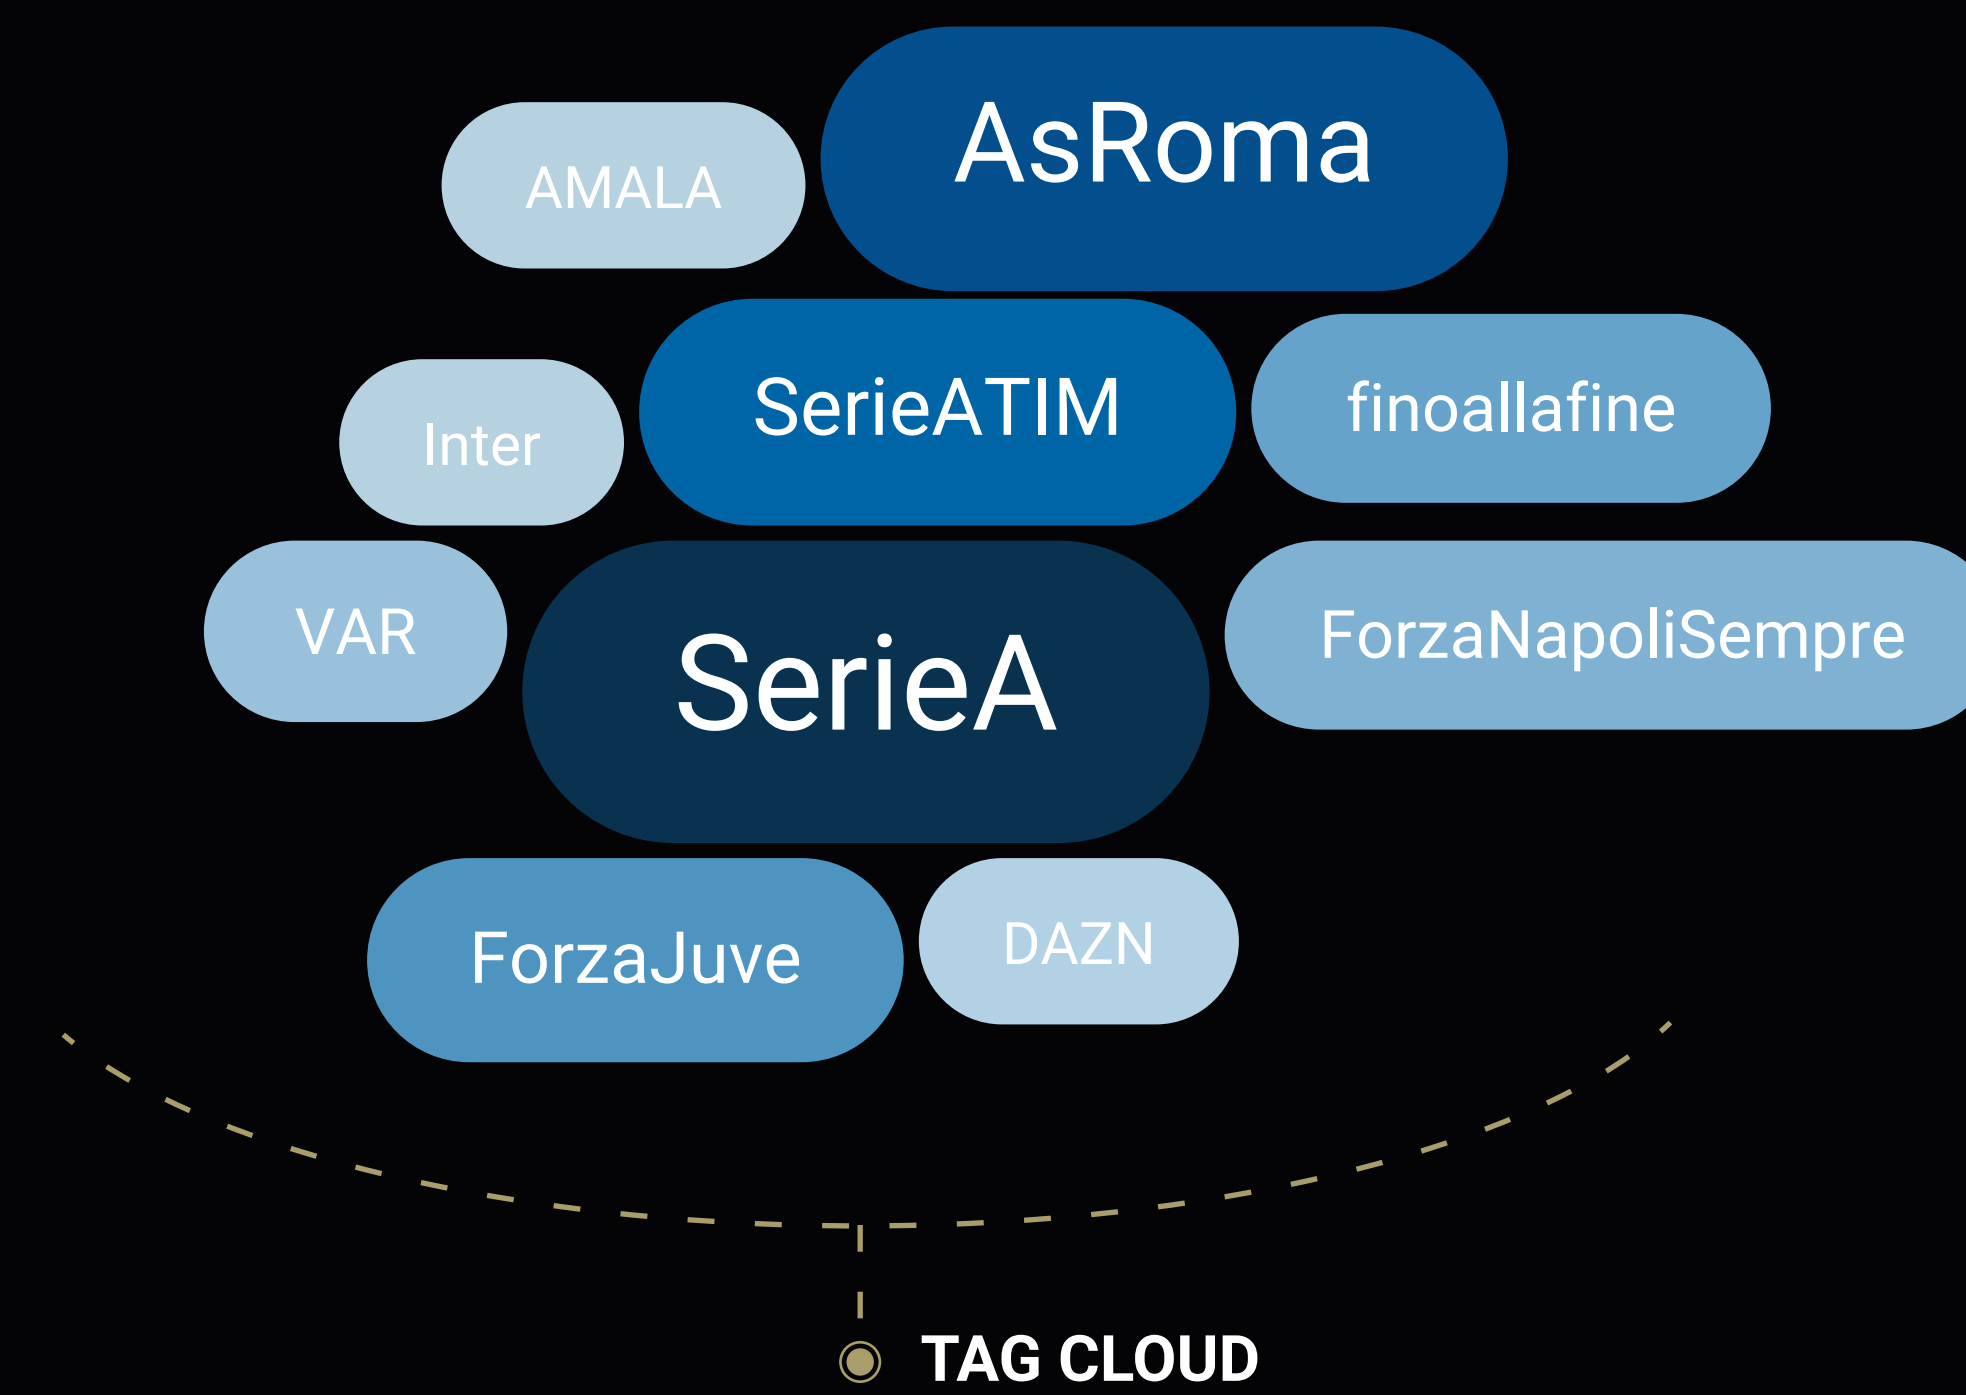 AsRoma
AMALA
SerieATIM
finoallafine
Inter
VAR
SerieA
ForzaNapoliSempre
ForzaJuve
DAZN
TAG CLOUD